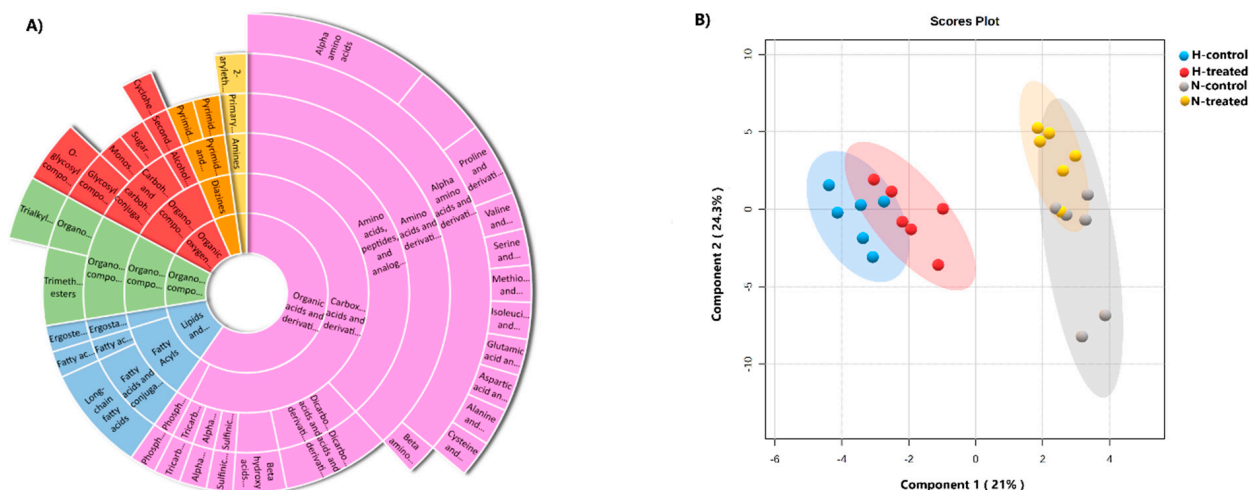 A)
Alpha
amino
acids
Proline
and
derivati...
Valine
and...
Serine
and...
Methio...
and...
Isoleuci...
and...
Glutamic
acid an...
Aspartic
acid an...
Alanine
and...
Cysteine
and...
Alpha
amino
acids and
derivati...
Amino
acids and
derivati...
Beta
amino...
Amino
acids,
peptides,
and
analog...
Carbox...
acids and
derivati...
Organic
acids and
derivati...
Dicarbo...
acids and
derivati...
Dicarbo...
acids and
derivati...
Beta
hydroxy
acids...
Sulfinic...
Sulfinic...
Alpha...
Alpha...
Tricarb...
Tricarb...
Phosph...
Phosph...
Lipids
and...
Fatty
Acyls
Fatty
acids and
conjuga...
Long-
chain
fatty
acids
Fatty ac...
Fatty ac...
Ergosta...
Ergoste...
Organo...
compo...
Organo...
compo...
Organo...
compo...
Trimeth...
esters
Organo...
Trialkyl...
Organic
oxygen...
Organo...
compo...
Carboh...
and
carboh...
Glycosyl
compo...
O-
glycosyl
compo...
conjuga...
Monos...
Sugar...
Alcohol...
Second...
Cyclohe...
Diazines
Pyrimid...
and...
Pyrimid...
Pyrimid...
Amines
Primary...
2-
aryleth...
B)
Scores Plot
H-control
H-treated
N-control
N-treated
Component 2 ( 24.3%)
10
5
0
-5
-10
-6
-4
-2
0
2
4
6
Component 1 ( 21%)